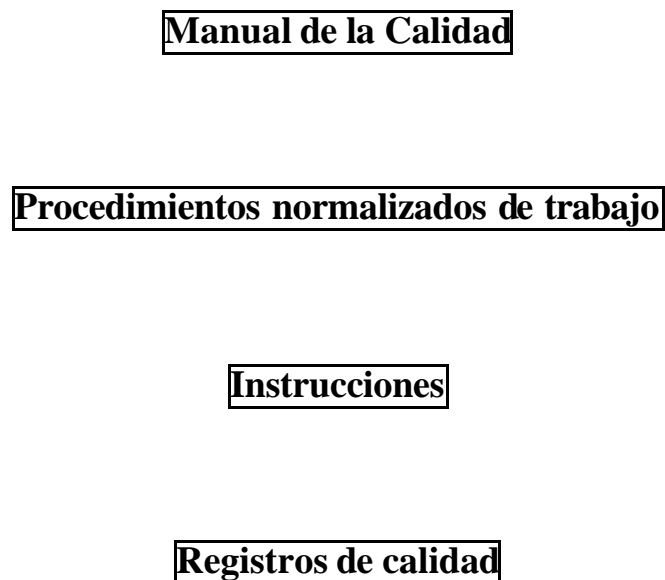 Manual de la Calidad
Procedimientos normalizados de trabajo
Instrucciones
Registros de calidad